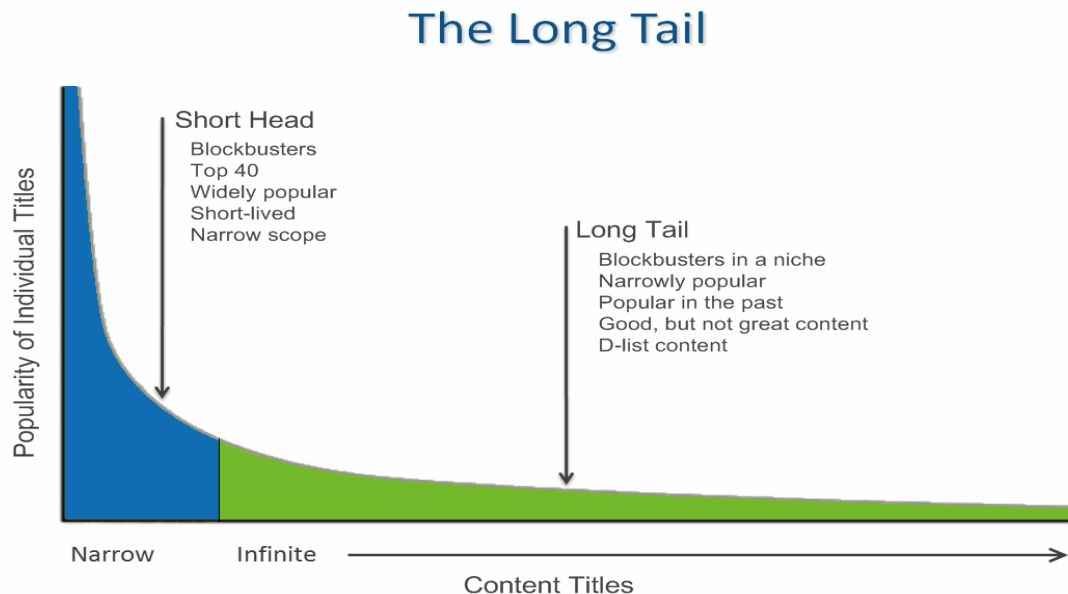 The Long Tail
Popularity of Individual Titles
Short Head
Blockbusters
Top 40
Widely popular
Short-lived
Narrow scope
Long Tail
Blockbusters in a niche
Narrowly popular
Popular in the past
Good, but not great content
D-list content
Narrow
Infinite
Content Titles